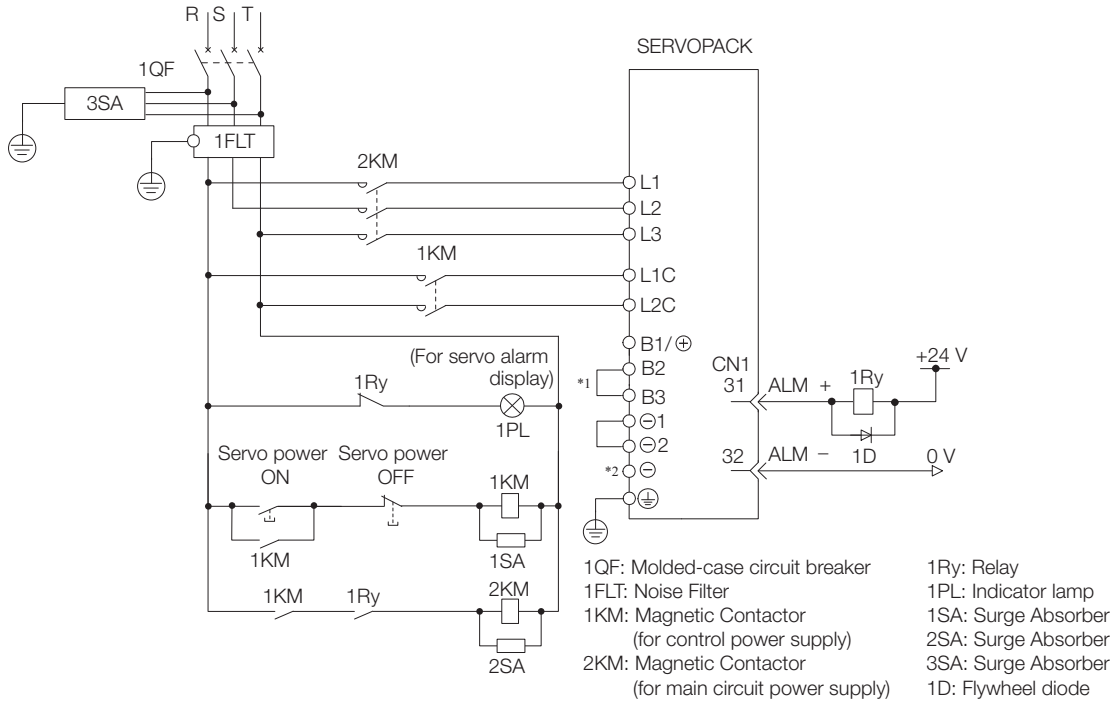 R S T
SERVOPACK
1QF
3SA
1FLT
2KM
L1
L2
L3
1KM
L1C
L2C
B1/⊕
(For servo alarm
display)
B2
CN1
+24 V
1Ry
*1
31
ALM +
1Ry
B3
1PL
⊖1
⊖2
1D
Servo power
ON
Servo power
OFF
*2 ⊖
32
ALM −
0 V
1KM
1KM
1SA
1KM
1Ry
2KM
2SA
1QF: Molded-case circuit breaker
1FLT: Noise Filter
1KM: Magnetic Contactor
(for control power supply)
2KM: Magnetic Contactor
(for main circuit power supply)
1Ry: Relay
1PL: Indicator lamp
1SA: Surge Absorber
2SA: Surge Absorber
3SA: Surge Absorber
1D: Flywheel diode